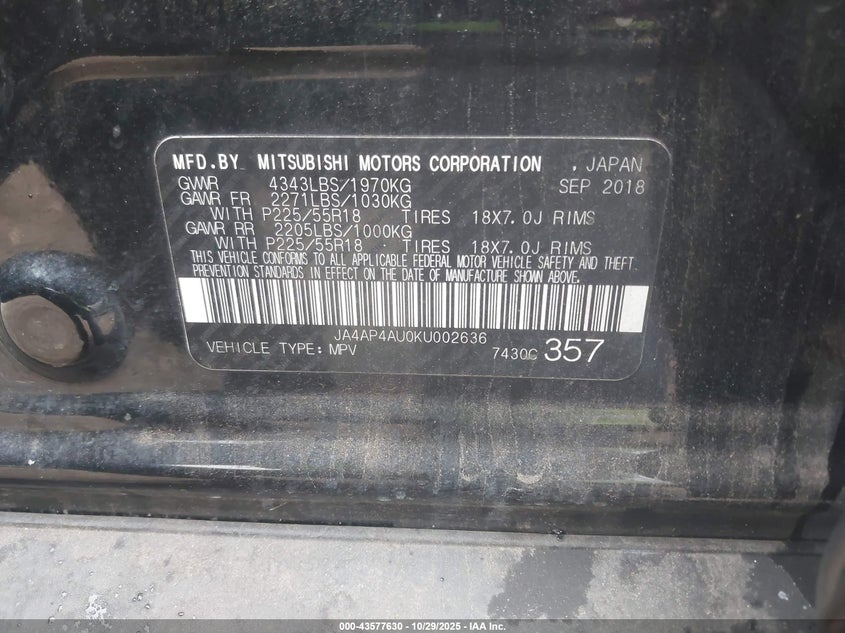 MFD.BY MITSUBISHI MOTORS CORPORATION , JAPAN
GVWR 4343LBS/1970KG SEP 2018
GAWR FR 2271LBS/1030KG
WITH P225/55R18 TIRES 18X7.0J RIMS
GAWR RR 2205LBS/1000KG
WITH P225/55R18 TIRES 18X7.0J RIMS
THIS VEHICLE CONFORMS TO ALL APPLICABLE FEDERAL MOTOR VEHICLE SAFETY AND THEFT
PREVENTION STANDARDS IN EFFECT ON THE DATE OF MANUFACTURE SHOWN ABOVE.
JA4AP4AU0KU002636
VEHICLE TYPE: MPV 7430C 357
000-43577630 - 10/29/2025 - IAA Inc.